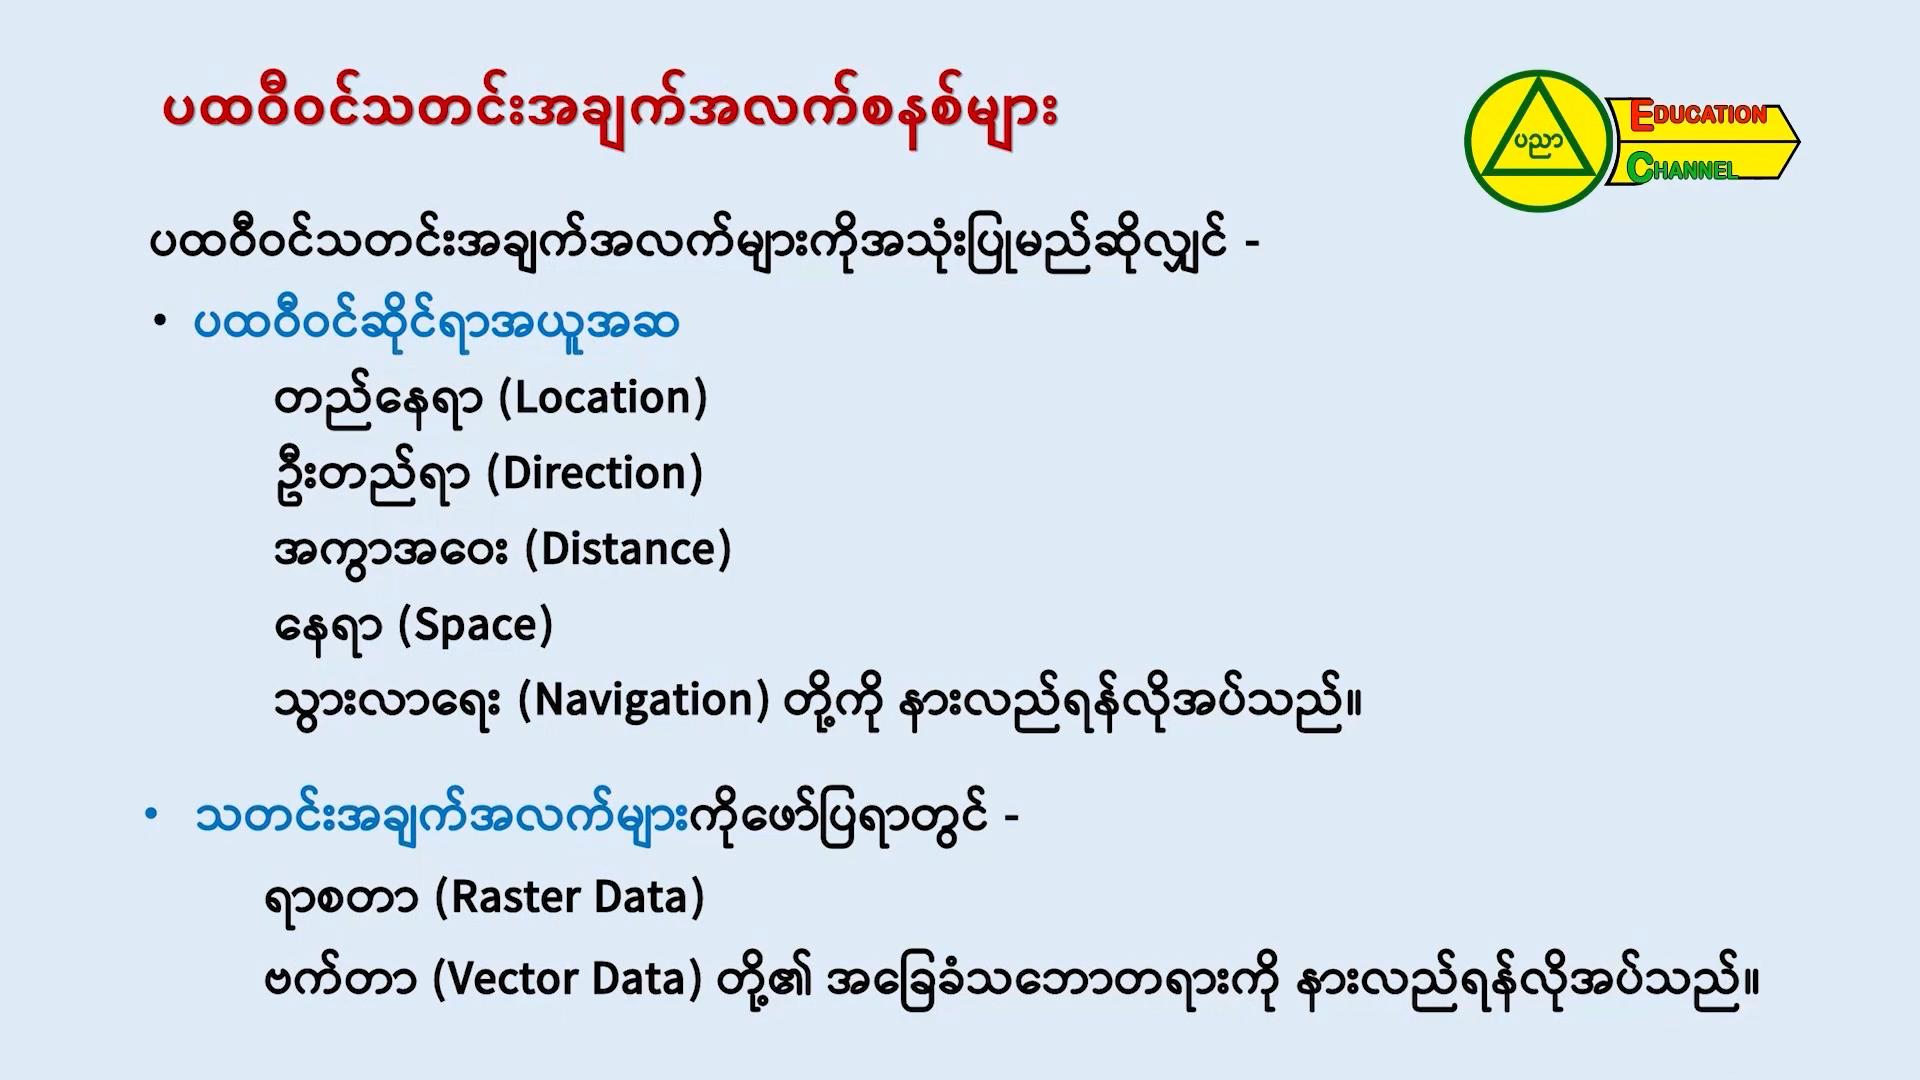 ပထဝီဝင်သတင်းအချက်အလက်စနစ်များ
ပညာ
EDUCATION
CHANNEL
ပထဝီဝင်သတင်းအချက်အလက်များကိုအသုံးပြုမည်ဆိုလျှင် -
• ပထဝီဝင်ဆိုင်ရာအယူအဆ
တည်နေရာ (Location)
ဦးတည်ရာ (Direction)
အကွာအဝေး (Distance)
နေရာ (Space)
သွားလာရေး (Navigation) တို့ကို နားလည်ရန်လိုအပ်သည်။
• သတင်းအချက်အလက်များကိုဖော်ပြရာတွင် -
ရာစတာ (Raster Data)
ဗက်တာ (Vector Data) တို့၏ အခြေခံသဘောတရားကို နားလည်ရန်လိုအပ်သည်။